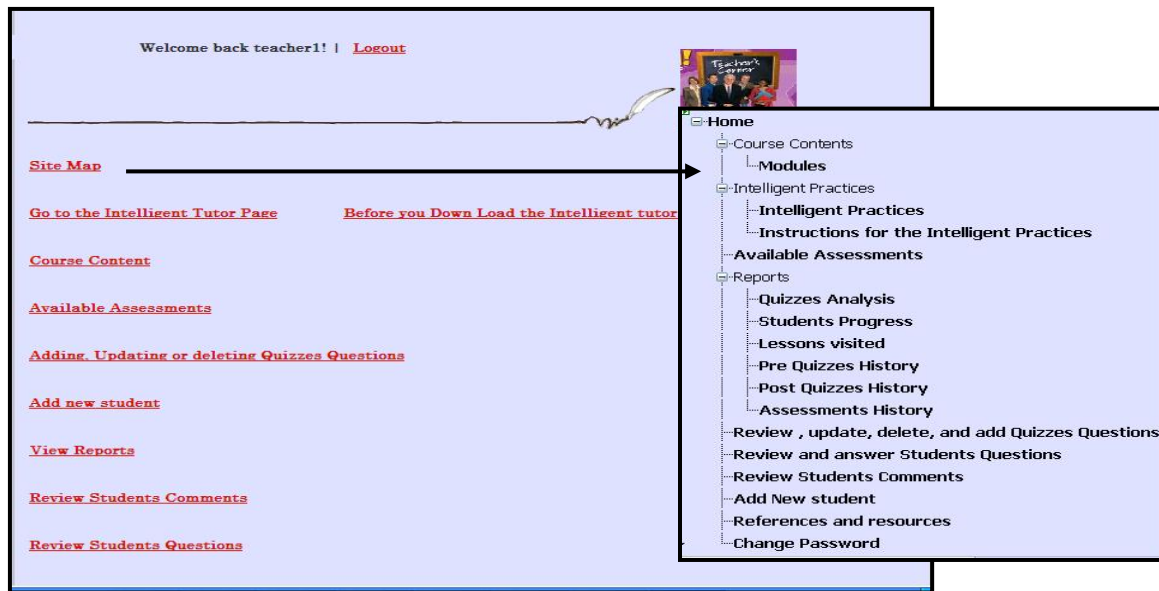 Welcome back teacher1! | Logout
Teacher's
Corner
Site Map
Go to the Intelligent Tutor Page Before you Down Load the Intelligent tutor
Course Content
Available Assessments
Adding, Updating or deleting Quizzes Questions
Add new student
View Reports
Review Students Comments
Review Students Questions
Home
Course Contents
Modules
Intelligent Practices
Intelligent Practices
Instructions for the Intelligent Practices
Available Assessments
Reports
Quizzes Analysis
Students Progress
Lessons visited
Pre Quizzes History
Post Quizzes History
Assessments History
Review , update, delete, and add Quizzes Questions
Review and answer Students Questions
Review Students Comments
Add New student
References and resources
Change Password